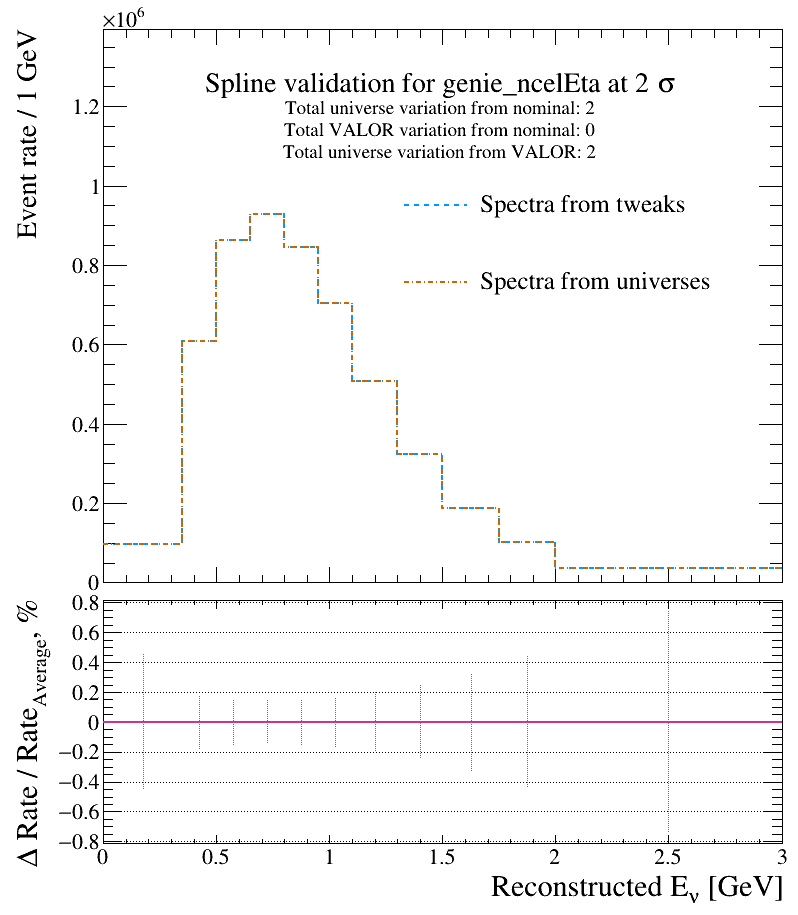 ×10⁶
Event rate / 1 GeV
Spline validation for genie_ncelEta at 2 σ
Total universe variation from nominal: 2
Total VALOR variation from nominal: 0
Total universe variation from VALOR: 2
Spectra from tweaks
Spectra from universes
1.2
1
0.8
0.6
0.4
0.2
0
Δ Rate / Rate_Average, %
0.8
0.6
0.4
0.2
0
−0.2
−0.4
−0.6
−0.8
0 0.5 1 1.5 2 2.5 3
Reconstructed E_ν [GeV]